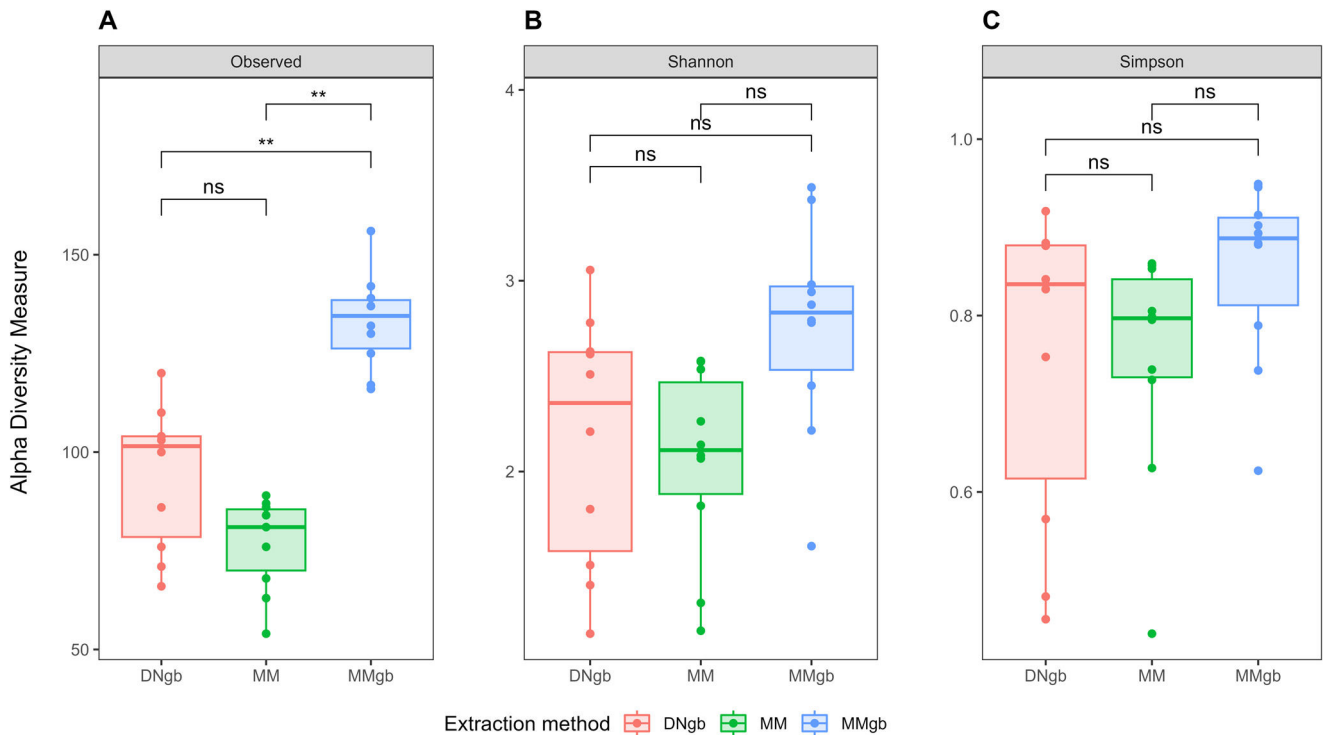 A
B
C
Observed
Shannon
Simpson
Alpha Diversity Measure
150
100
50
**
**
ns
DNgb
MM
MMgb
4
3
2
ns
ns
ns
DNgb
MM
MMgb
1.0
0.8
0.6
ns
ns
ns
DNgb
MM
MMgb
Extraction method DNgb MM MMgb